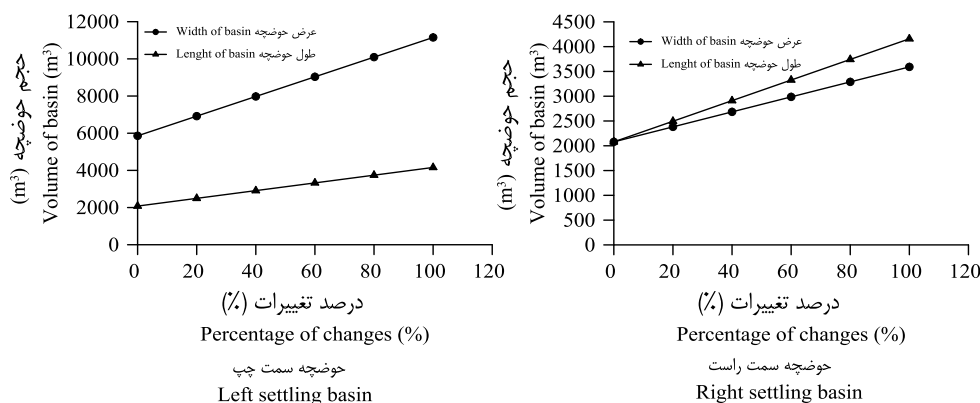 حجم حوضچه (m³)
Volume of basin (m³)
12000
10000
8000
6000
4000
2000
0
Width of basin عرض حوضچه
Lenght of basin طول حوضچه
0 20 40 60 80 100 120
درصد تغییرات (%)
Percentage of changes (%)
حوضچه سمت چپ
Left settling basin
حجم حوضچه (m³)
Volume of basin (m³)
4500
4000
3500
3000
2500
2000
1500
1000
500
0
Width of basin عرض حوضچه
Lenght of basin طول حوضچه
0 20 40 60 80 100 120
درصد تغییرات (٪)
Percentage of changes (%)
حوضچه سمت راست
Right settling basin